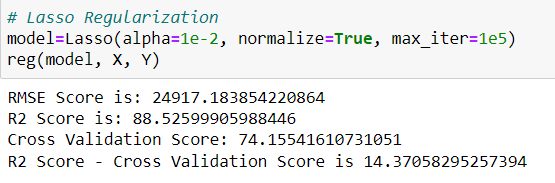 # Lasso Regularization
model=Lasso(alpha=1e-2, normalize=True, max_iter=1e5)
reg(model, X, Y)
RMSE Score is: 24917.183854220864
R2 Score is: 88.52599905988446
Cross Validation Score: 74.15541610731051
R2 Score - Cross Validation Score is 14.37058295257394